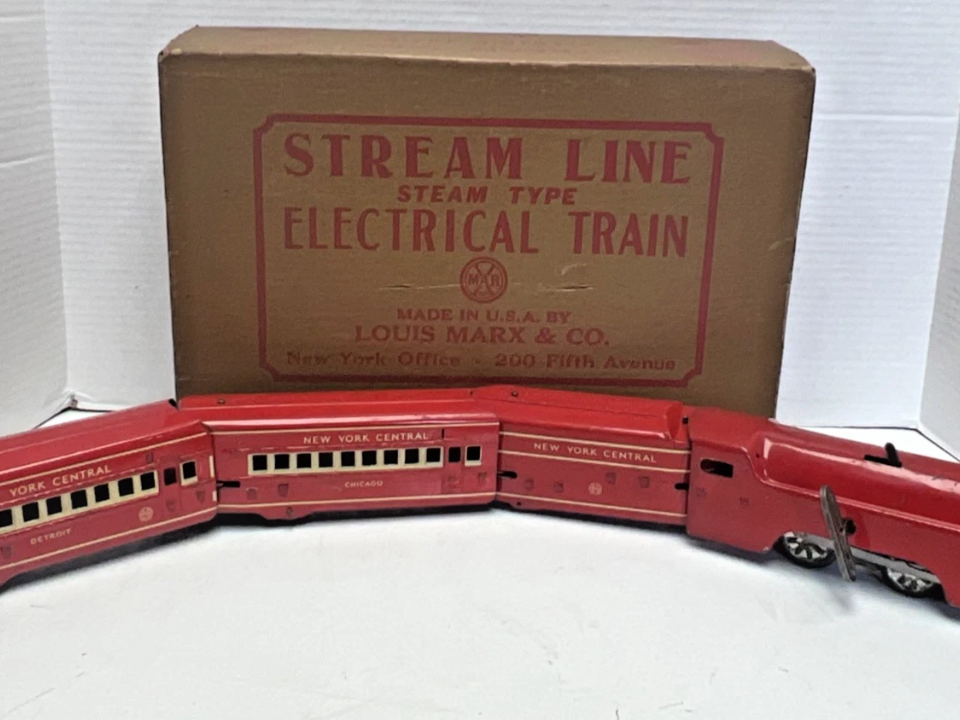 STREAM LINE
STEAM TYPE
ELECTRICAL TRAIN
MAR
MADE IN U.S.A. BY
LOUIS MARX & CO.
New York Office - 200 Fifth Avenue
YORK CENTRAL
DETROIT
NEW YORK CENTRAL
CHICAGO
NEW YORK CENTRAL